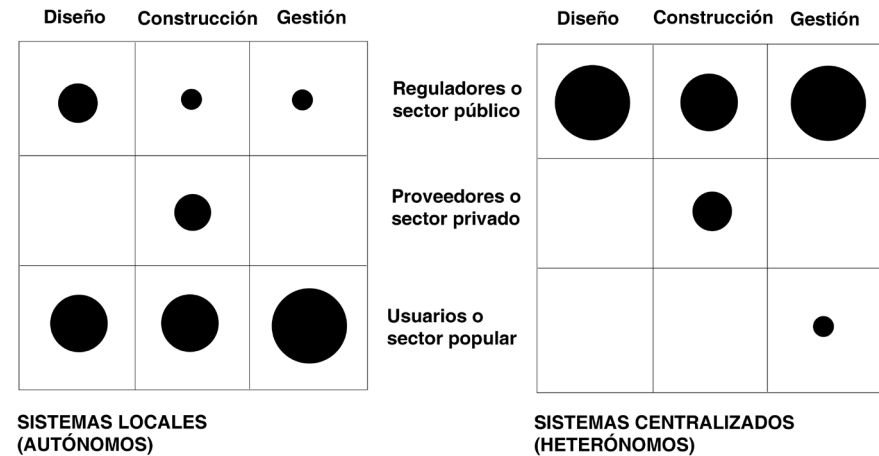 Diseño Construcción Gestión
Diseño Construcción Gestión
Reguladores o
sector público
Proveedores o
sector privado
Usuarios o
sector popular
SISTEMAS LOCALES
(AUTÓNOMOS)
SISTEMAS CENTRALIZADOS
(HETERÓNOMOS)